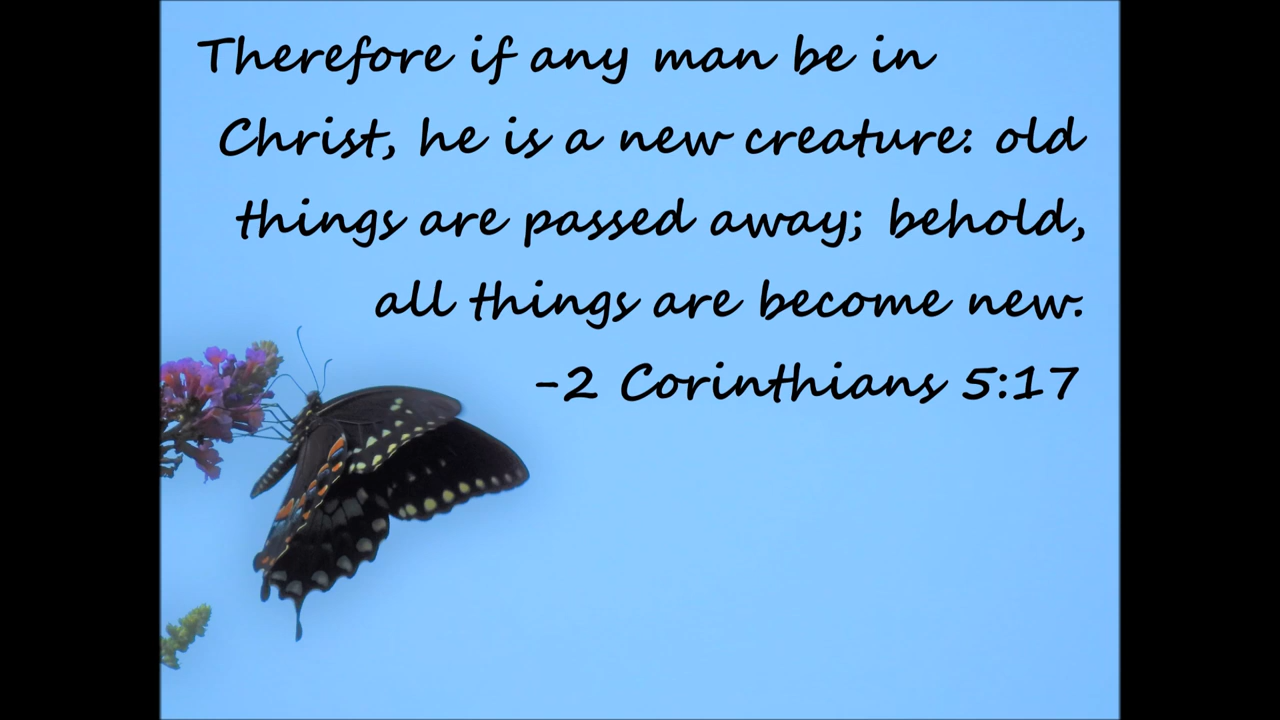 Therefore if any man be in
Christ, he is a new creature: old
things are passed away; behold,
all things are become new.
-2 Corinthians 5:17